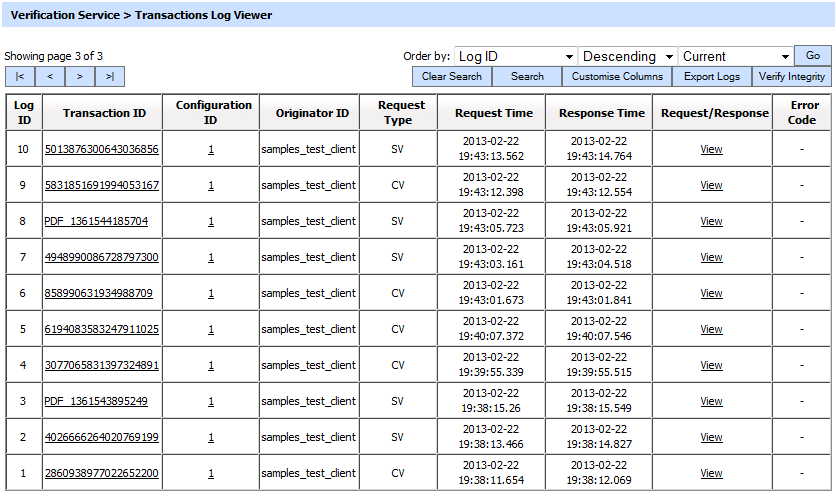 Verification Service > Transactions Log Viewer
Showing page 3 of 3
Order by: Log ID Descending Current Go
|< < > >| Clear Search Search Customise Columns Export Logs Verify Integrity
Log ID Transaction ID Configuration ID Originator ID Request Type Request Time Response Time Request/Response Error Code
10 5013876300643036856 1 samples_test_client SV 2013-02-22 19:43:13.562 2013-02-22 19:43:14.764 View -
9 5831851691994053167 1 samples_test_client CV 2013-02-22 19:43:12.398 2013-02-22 19:43:12.554 View -
8 PDF_1361544185704 1 samples_test_client SV 2013-02-22 19:43:05.723 2013-02-22 19:43:05.921 View -
7 4948990086728797300 1 samples_test_client SV 2013-02-22 19:43:03.161 2013-02-22 19:43:04.518 View -
6 858990631934988709 1 samples_test_client CV 2013-02-22 19:43:01.673 2013-02-22 19:43:01.841 View -
5 6194083583247911025 1 samples_test_client CV 2013-02-22 19:40:07.372 2013-02-22 19:40:07.546 View -
4 3077065831397324891 1 samples_test_client CV 2013-02-22 19:39:55.339 2013-02-22 19:39:55.515 View -
3 PDF_1361543895249 1 samples_test_client SV 2013-02-22 19:38:15.26 2013-02-22 19:38:15.549 View -
2 4026666264020769199 1 samples_test_client SV 2013-02-22 19:38:13.466 2013-02-22 19:38:14.827 View -
1 2860938977022652200 1 samples_test_client CV 2013-02-22 19:38:11.654 2013-02-22 19:38:12.069 View -